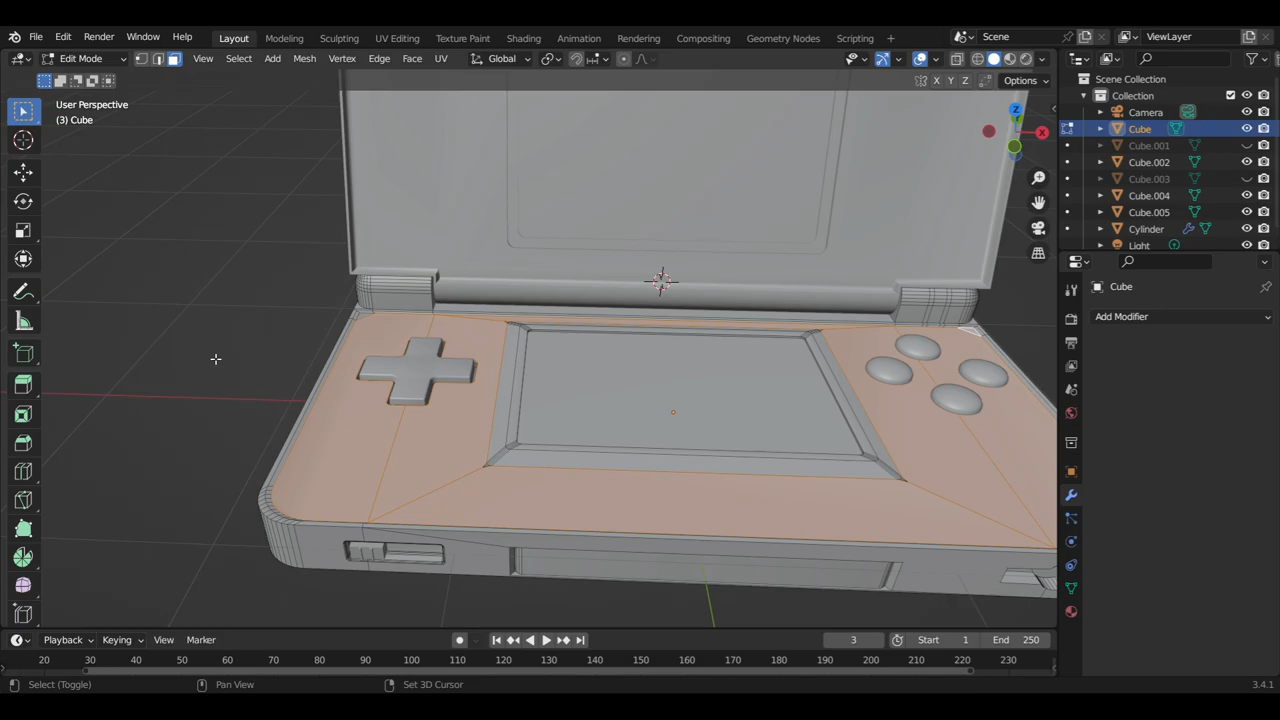 File Edit Render Window Help Layout Modeling Sculpting UV Editing Texture Paint Shading Animation Rendering Compositing Geometry Nodes Scripting + Scene ViewLayer
Edit Mode View Select Add Mesh Vertex Edge Face UV Global
X Y Z Options
User Perspective
(3) Cube
Z
Y
X
Scene Collection
Collection
Camera
Cube
Cube.001
Cube.002
Cube.003
Cube.004
Cube.005
Cylinder
Light
Cube
Add Modifier
Playback Keying View Marker 3 Start 1 End 250
20 30 40 50 60 70 80 90 100 110 120 130 140 150 160 170 180 190 200 210 220 230
Select (Toggle) Pan View Set 3D Cursor 3.4.1